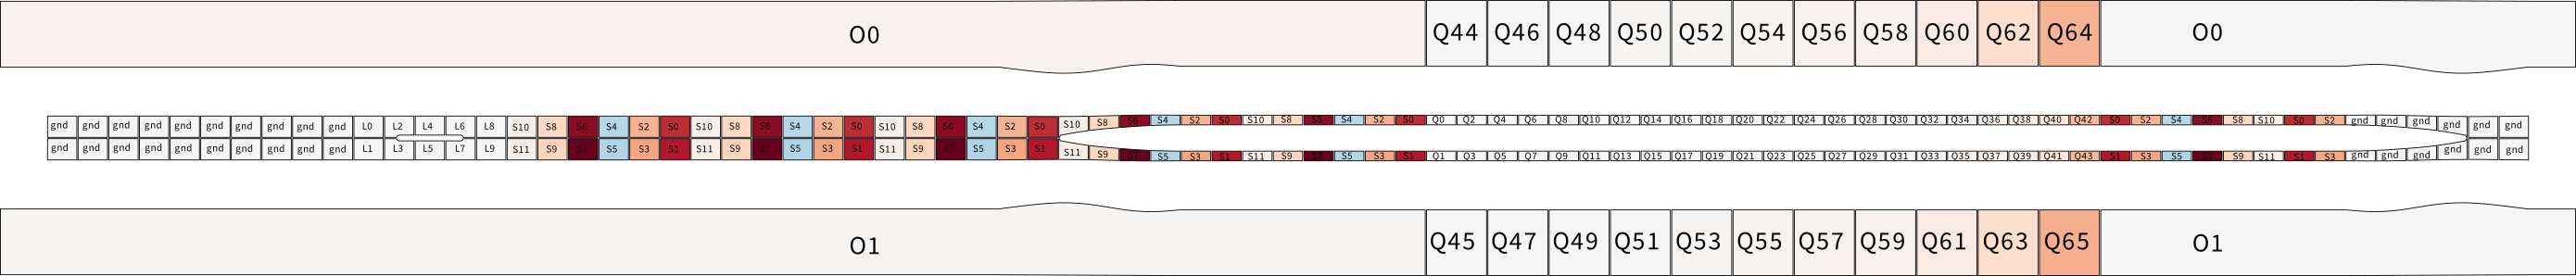 O0 Q44 Q46 Q48 Q50 Q52 Q54 Q56 Q58 Q60 Q62 Q64 O0
gnd gnd gnd gnd gnd gnd gnd gnd gnd gnd L0 L2 L4 L6 L8 S10 S8 S6 S4 S2 S0 S10 S8 S6 S4 S2 S0 S10 S8 S6 S4 S2 S0 S10 S8 S6 S4 S2 S0 S10 S8 S6 S4 S2 S0 Q0 Q2 Q4 Q6 Q8 Q10 Q12 Q14 Q16 Q18 Q20 Q22 Q24 Q26 Q28 Q30 Q32 Q34 Q36 Q38 Q40 Q42 S0 S2 S4 S6 S8 S10 S0 S2 gnd gnd gnd gnd gnd gnd
gnd gnd gnd gnd gnd gnd gnd gnd gnd gnd L1 L3 L5 L7 L9 S11 S9 S7 S5 S3 S1 S11 S9 S7 S5 S3 S1 S11 S9 S7 S5 S3 S1 S11 S9 S7 S5 S3 S1 S11 S9 S7 S5 S3 S1 Q1 Q3 Q5 Q7 Q9 Q11 Q13 Q15 Q17 Q19 Q21 Q23 Q25 Q27 Q29 Q31 Q33 Q35 Q37 Q39 Q41 Q43 S1 S3 S5 S7 S9 S11 S1 S3 gnd gnd gnd gnd gnd gnd
O1 Q45 Q47 Q49 Q51 Q53 Q55 Q57 Q59 Q61 Q63 Q65 O1